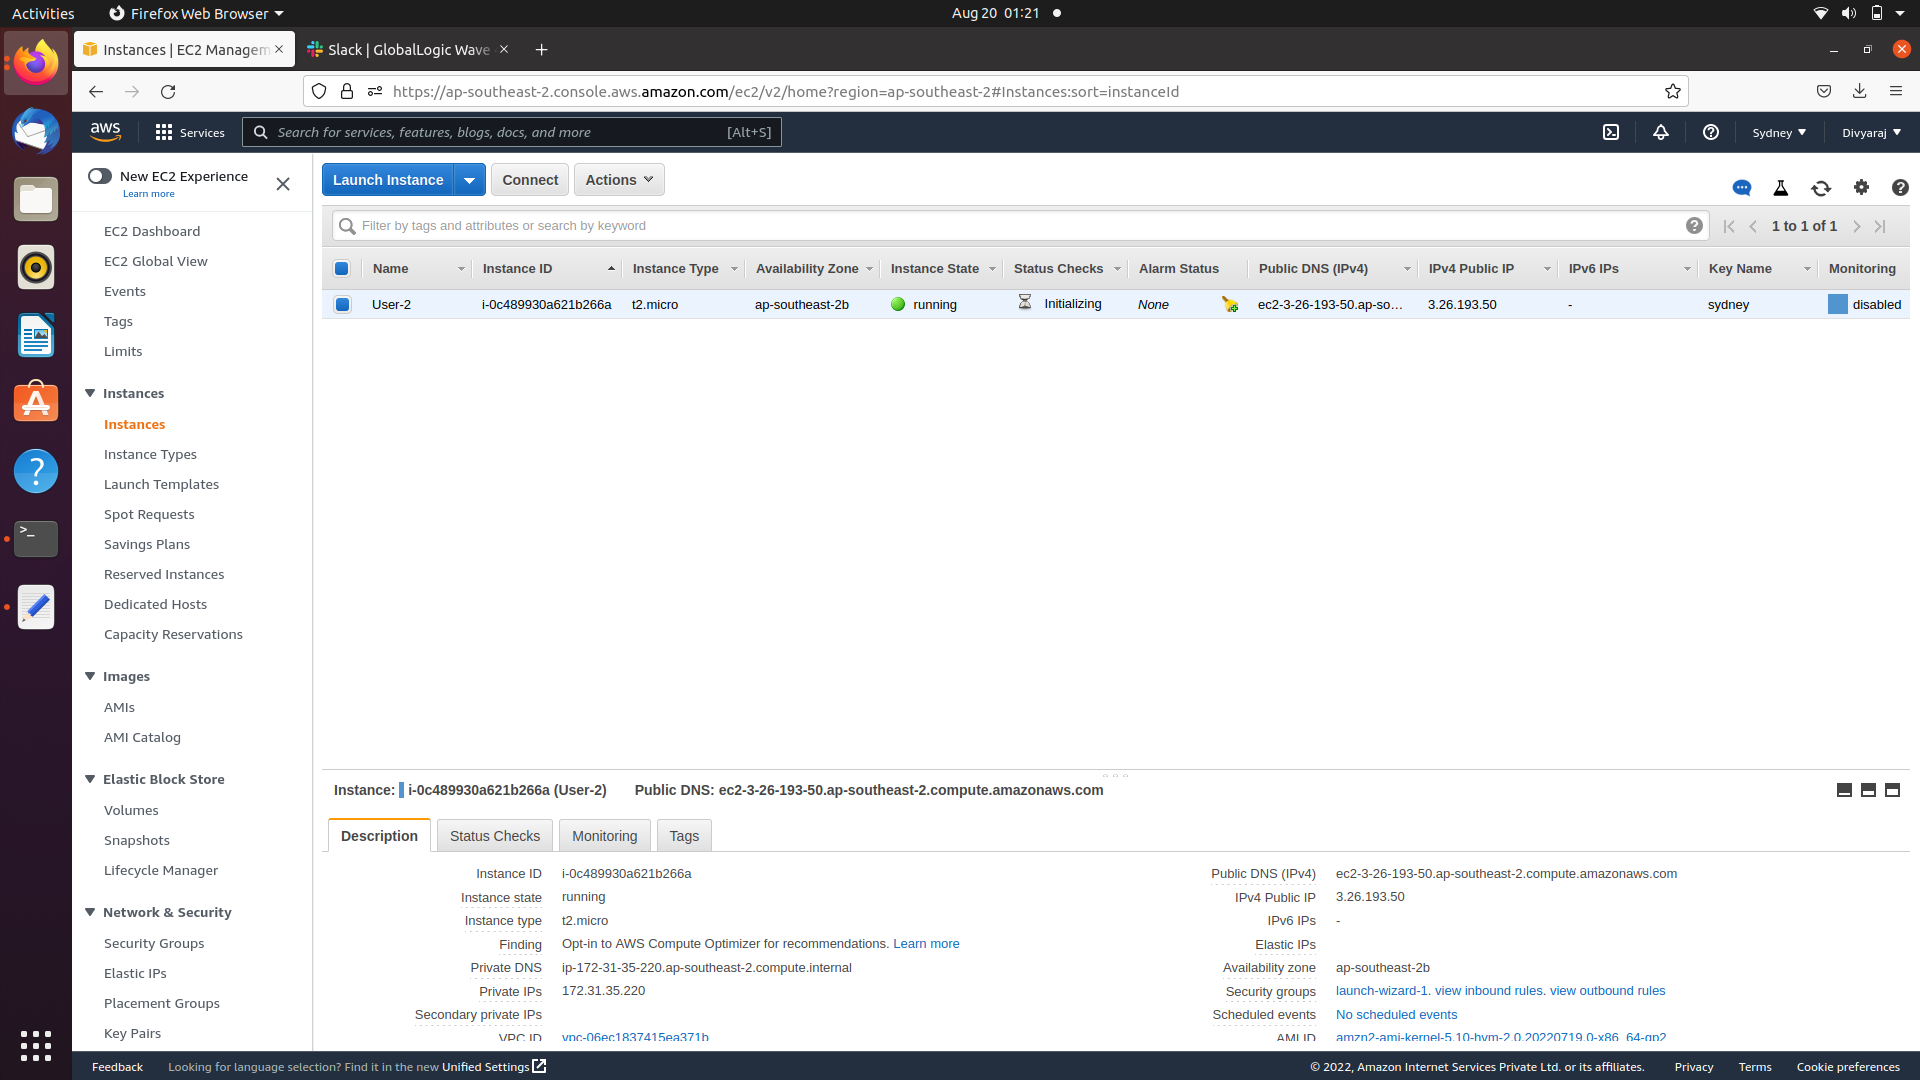 Activities Firefox Web Browser Aug 20 01:21
Instances | EC2 Managem Slack | GlobalLogic Wave
https://ap-southeast-2.console.aws.amazon.com/ec2/v2/home?region=ap-southeast-2#Instances:sort=instanceId
aws Services Search for services, features, blogs, docs, and more [Alt+S] Sydney Divyaraj
New EC2 Experience
Learn more
EC2 Dashboard
EC2 Global View
Events
Tags
Limits
Instances
Instances
Instance Types
Launch Templates
Spot Requests
Savings Plans
Reserved Instances
Dedicated Hosts
Capacity Reservations
Images
AMIs
AMI Catalog
Elastic Block Store
Volumes
Snapshots
Lifecycle Manager
Network & Security
Security Groups
Elastic IPs
Placement Groups
Key Pairs
Launch Instance Connect Actions
Filter by tags and attributes or search by keyword 1 to 1 of 1
Name Instance ID Instance Type Availability Zone Instance State Status Checks Alarm Status Public DNS (IPv4) IPv4 Public IP IPv6 IPs Key Name Monitoring
User-2 i-0c489930a621b266a t2.micro ap-southeast-2b running Initializing None ec2-3-26-193-50.ap-so... 3.26.193.50 - sydney disabled
Instance: i-0c489930a621b266a (User-2) Public DNS: ec2-3-26-193-50.ap-southeast-2.compute.amazonaws.com
Description Status Checks Monitoring Tags
Instance ID i-0c489930a621b266a Public DNS (IPv4) ec2-3-26-193-50.ap-southeast-2.compute.amazonaws.com
Instance state running IPv4 Public IP 3.26.193.50
Instance type t2.micro IPv6 IPs -
Finding Opt-in to AWS Compute Optimizer for recommendations. Learn more Elastic IPs
Private DNS ip-172-31-35-220.ap-southeast-2.compute.internal Availability zone ap-southeast-2b
Private IPs 172.31.35.220 Security groups launch-wizard-1. view inbound rules. view outbound rules
Secondary private IPs Scheduled events No scheduled events
VPC ID vpc-06ec1837415ea371b AMI ID amzn2-ami-kernel-5.10-hvm-2.0.20220719.0-x86_64-gp2
Feedback Looking for language selection? Find it in the new Unified Settings © 2022, Amazon Internet Services Private Ltd. or its affiliates. Privacy Terms Cookie preferences